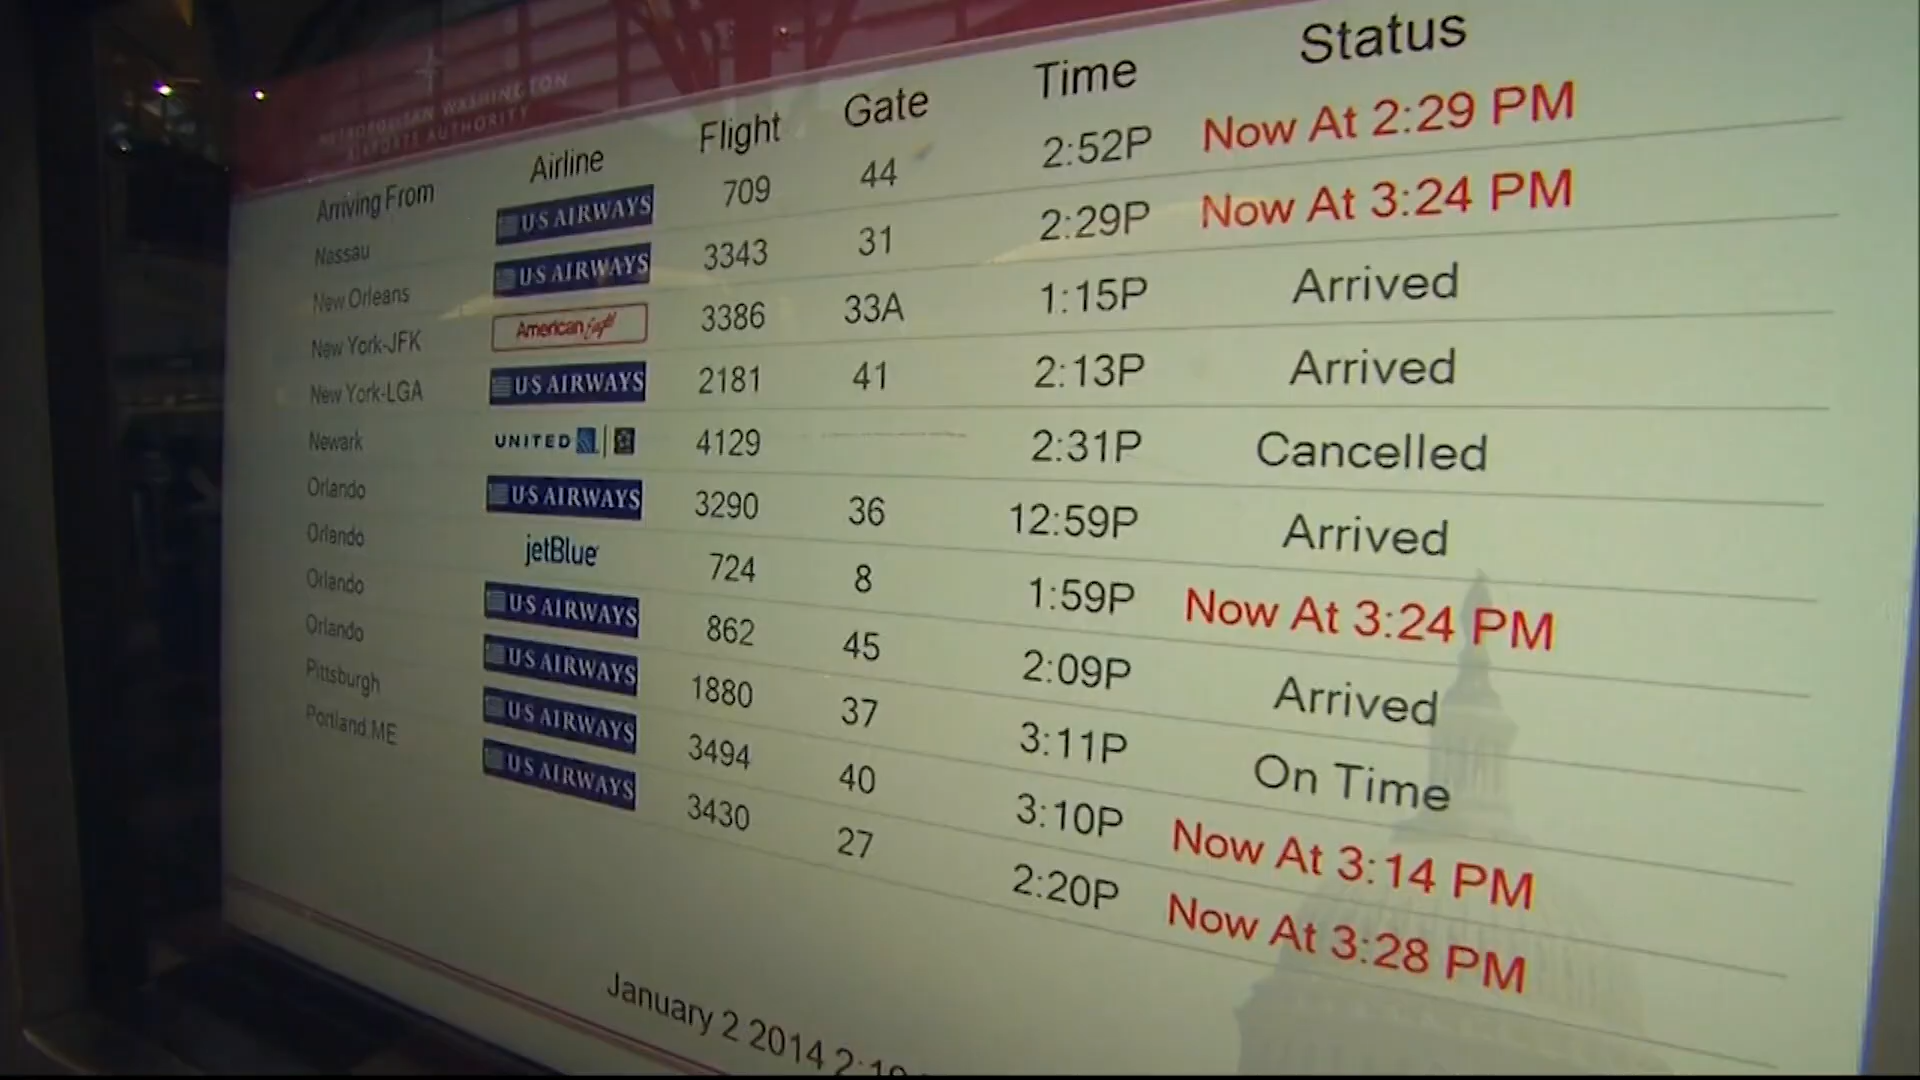 METROPOLITAN WASHINGTON
AIRPORTS AUTHORITY
Arriving From Airline Flight Gate Time Status
Nassau US AIRWAYS 709 44 2:52P Now At 2:29 PM
New Orleans US AIRWAYS 3343 31 2:29P Now At 3:24 PM
New York-JFK American Eagle 3386 33A 1:15P Arrived
New York-LGA US AIRWAYS 2181 41 2:13P Arrived
Newark UNITED 4129 2:31P Cancelled
Orlando US AIRWAYS 3290 36 12:59P Arrived
Orlando jetBlue 724 8 1:59P Now At 3:24 PM
Orlando US AIRWAYS 862 45 2:09P Arrived
Orlando US AIRWAYS 1880 37 3:11P On Time
Pittsburgh US AIRWAYS 3494 40 3:10P Now At 3:14 PM
Portland ME US AIRWAYS 3430 27 2:20P Now At 3:28 PM
January 2 2014